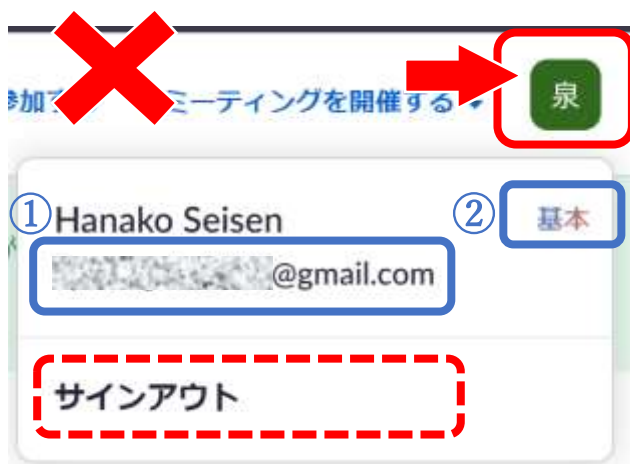 参加 ミーティングを開催する
泉
① Hanako Seisen ② 基本
@gmail.com
サインアウト